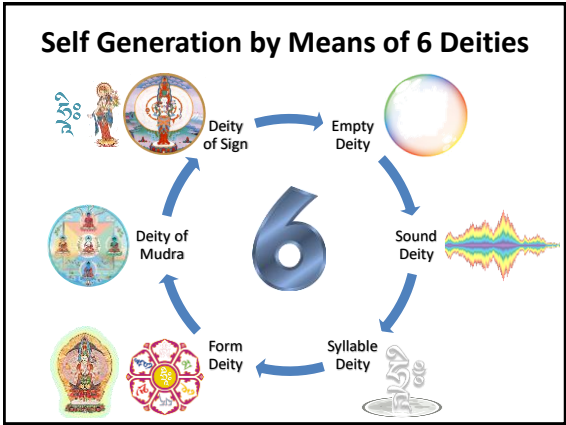 Self Generation by Means of 6 Deities
Deity
of Sign
Empty
Deity
Sound
Deity
Syllable
Deity
Form
Deity
Deity of
Mudra
6